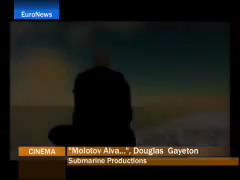 EuroNews
CINEMA
"Molotov Alva...", Douglas Gayeton
Submarine Productions